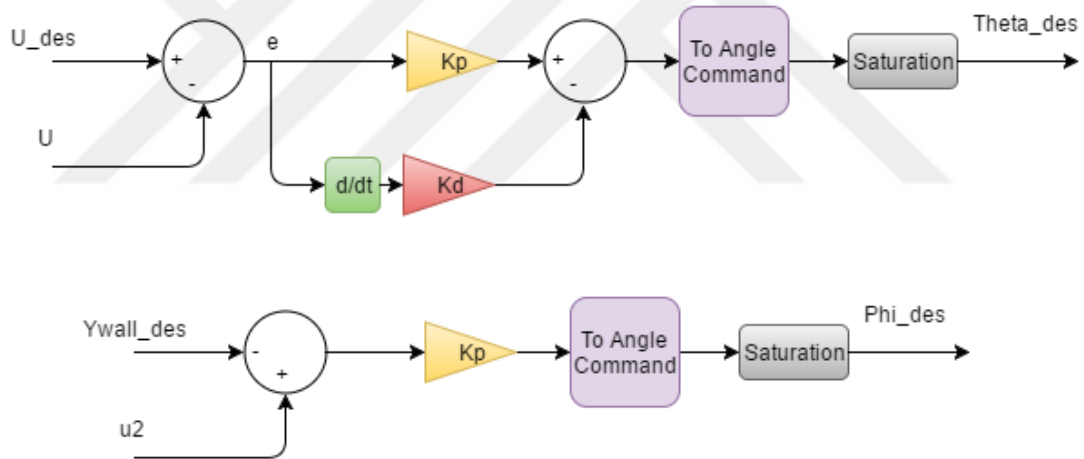 U_des
+
-
U
e
Kp
d/dt
Kd
+
-
To Angle
Command
Saturation
Theta_des
Ywall_des
-
+
u2
Kp
To Angle
Command
Saturation
Phi_des